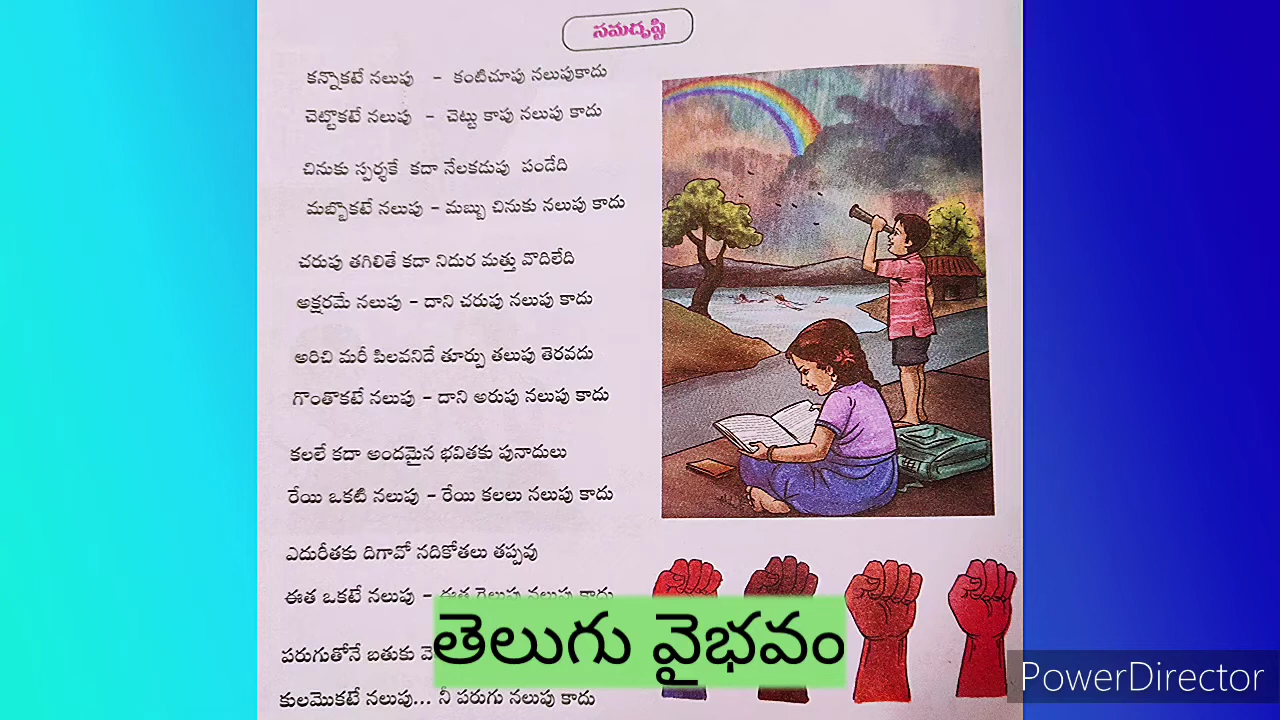 సమదృష్టి
కన్నొకటే నలుపు – కంటిచూపు నలుపుకాదు
చెట్టొకటే నలుపు – చెట్టు కాపు నలుపు కాదు
చినుకు స్పర్శకే కదా నేలకడుపు పండేది
మబ్బొకటే నలుపు – మబ్బు చినుకు నలుపు కాదు
చరుపు తగిలితే కదా నిదుర మత్తు వొదిలేది
అక్షరమే నలుపు – దాని చరుపు నలుపు కాదు
అరిచి మరీ పిలవనిదే తూర్పు తలుపు తెరవదు
గొంతొకటే నలుపు – దాని అరుపు నలుపు కాదు
కలలే కదా అందమైన భవితకు పునాదులు
రేయి ఒకటి నలుపు – రేయి కలలు నలుపు కాదు
ఎదురీతకు దిగావో నదికోతలు తప్పవు
ఈత ఒకటే నలుపు –
పరుగుతోనే బతుకు
కులమొకటే నలుపు... నీ పరుగు నలుపు కాదు
తెలుగు వైభవం
PowerDirector